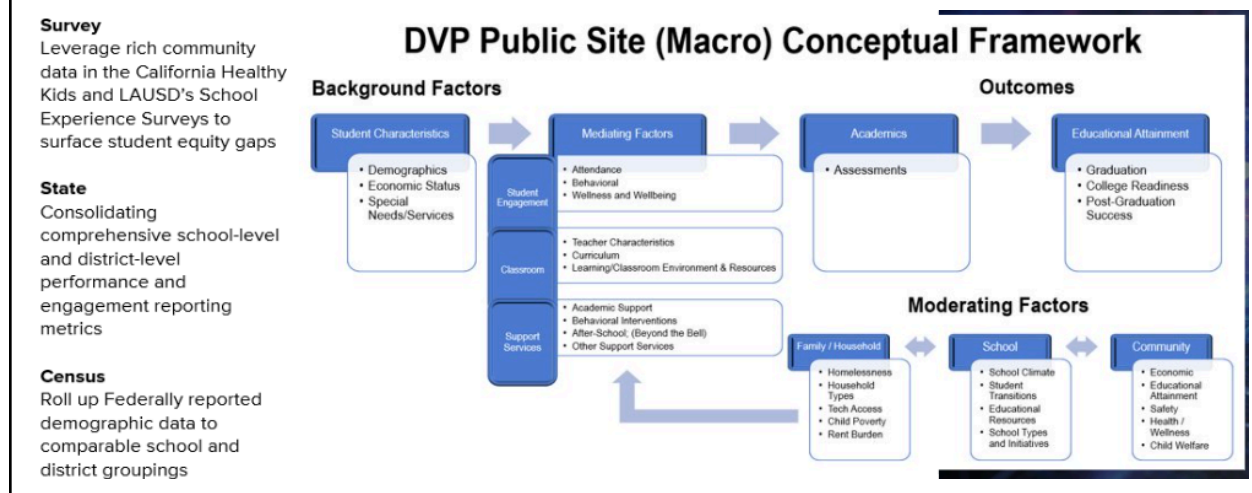 Survey
Leverage rich community
data in the California Healthy
Kids and LAUSD's School
Experience Surveys to
surface student equity gaps
State
Consolidating
comprehensive school-level
and district-level
performance and
engagement reporting
metrics
Census
Roll up Federally reported
demographic data to
comparable school and
district groupings
DVP Public Site (Macro) Conceptual Framework
Background Factors
Outcomes
Student Characteristics
• Demographics
• Economic Status
• Special
Needs/Services
Mediating Factors
Student
Engagement
• Attendance
• Behavioral
• Wellness and Wellbeing
Classroom
• Teacher Characteristics
• Curriculum
• Learning/Classroom Environment & Resources
Support
Services
• Academic Support
• Behavioral Interventions
• After-School; (Beyond the Bell)
• Other Support Services
Academics
• Assessments
Educational Attainment
• Graduation
• College Readiness
• Post-Graduation
Success
Moderating Factors
Family / Household
• Homelessness
• Household
Types
• Tech Access
• Child Poverty
• Rent Burden
School
• School Climate
• Student
Transitions
• Educational
Resources
• School Types
and Initiatives
Community
• Economic
• Educational
Attainment
• Safety
• Health /
Wellness
• Child Welfare